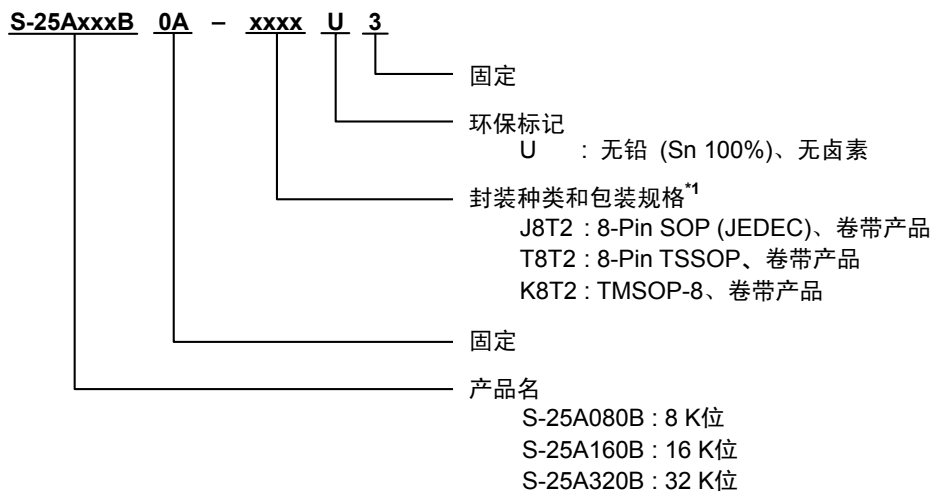 S-25AxxxB 0A – xxxx U 3
固定
环保标记
U : 无铅 (Sn 100%)、无卤素
封装种类和包装规格*1
J8T2 : 8-Pin SOP (JEDEC)、卷带产品
T8T2 : 8-Pin TSSOP、卷带产品
K8T2 : TMSOP-8、卷带产品
固定
产品名
S-25A080B : 8 K位
S-25A160B : 16 K位
S-25A320B : 32 K位